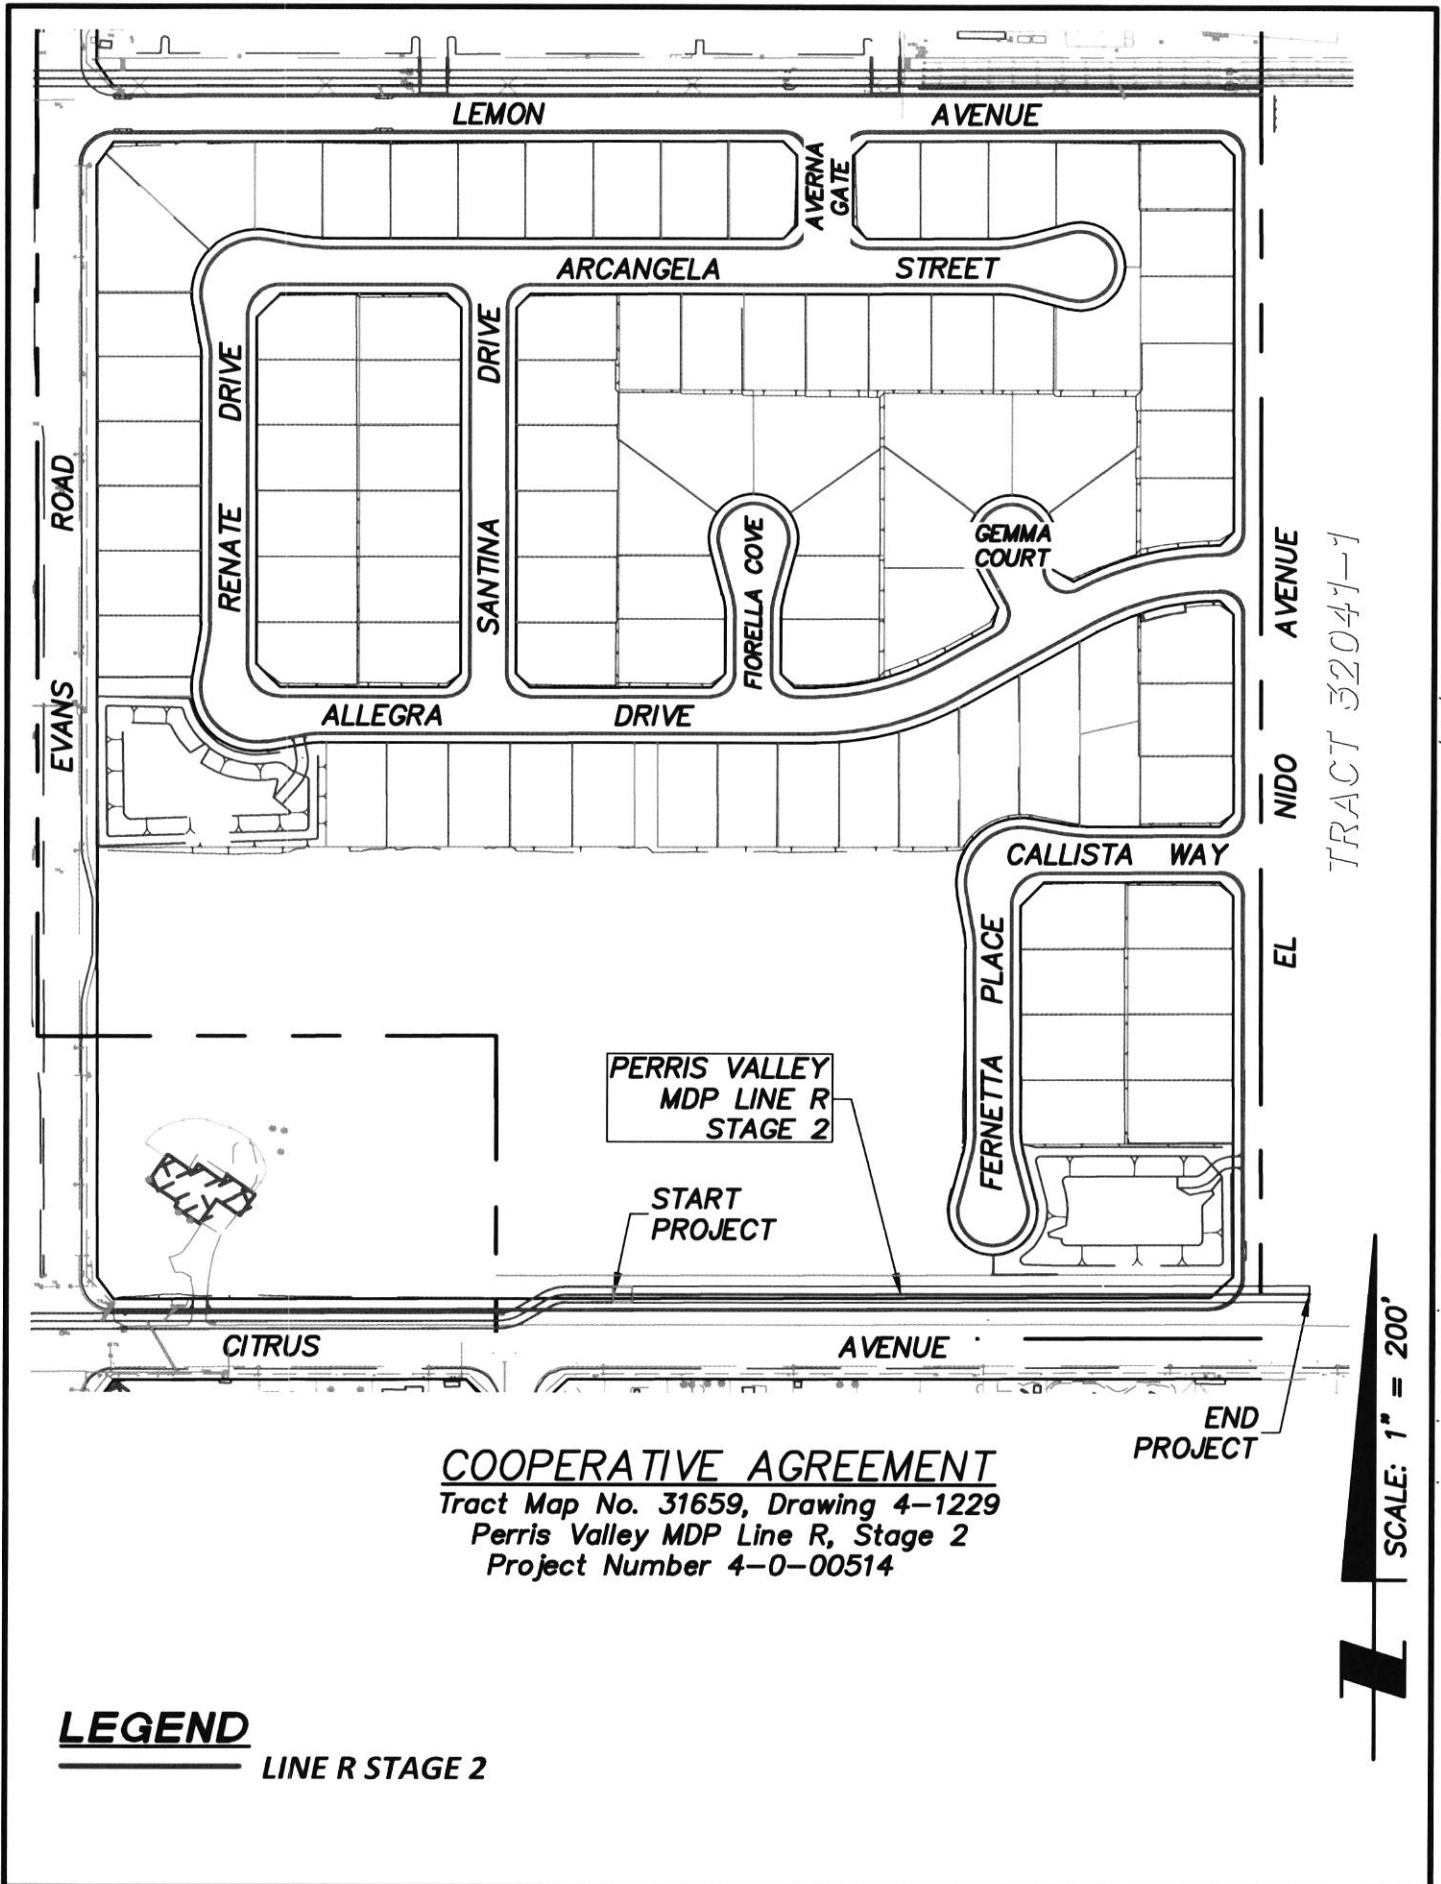 LEMON AVENUE
AVERNA
GATE
ARCANGELA STREET
RENATE DRIVE
SANTINA DRIVE
EVANS ROAD
FIORELLA COVE
GEMMA
COURT
ALLEGRA DRIVE
EL NIDO AVENUE
TRACT 32041-1
CALLISTA WAY
FERNETTA PLACE
PERRIS VALLEY
MDP LINE R
STAGE 2
START
PROJECT
CITRUS AVENUE
END
PROJECT
SCALE: 1" = 200'
COOPERATIVE AGREEMENT
Tract Map No. 31659, Drawing 4-1229
Perris Valley MDP Line R, Stage 2
Project Number 4-0-00514
LEGEND
LINE R STAGE 2